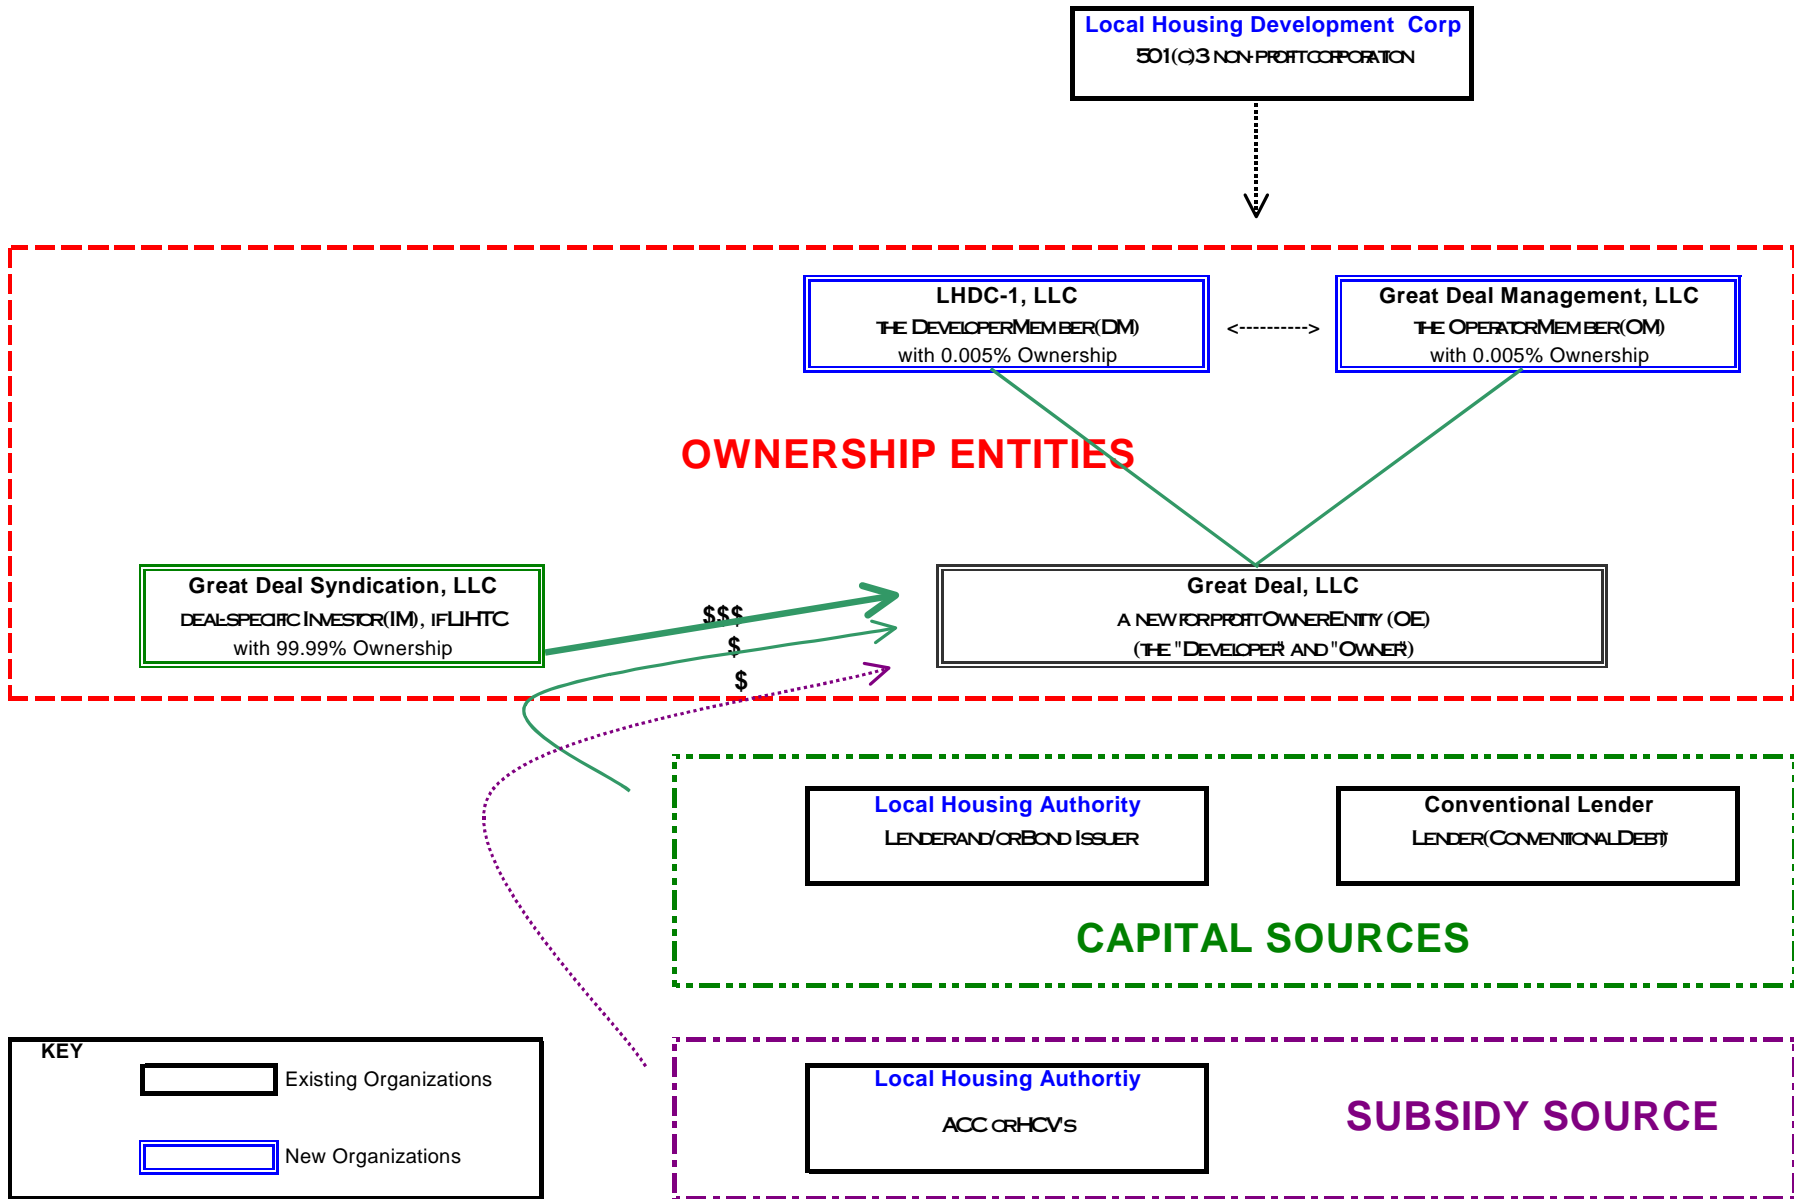 Local Housing Development Corp
501(c)3 NON-PROFIT CORPORATION
LHDC-1, LLC
THE DEVELOPER MEMBER (DM)
with 0.005% Ownership
<---------->
Great Deal Management, LLC
THE OPERATOR MEMBER (OM)
with 0.005% Ownership
OWNERSHIP ENTITIES
Great Deal Syndication, LLC
DEAL-SPECIFIC INVESTOR (IM), IF LIHTC
with 99.99% Ownership
$$$
$
$
Great Deal, LLC
A NEW FOR PROFIT OWNER ENTITY (OE)
(THE "DEVELOPER" AND "OWNER")
Local Housing Authority
LENDER AND/OR BOND ISSUER
Conventional Lender
LENDER (CONVENTIONAL DEBT)
CAPITAL SOURCES
KEY
Existing Organizations
New Organizations
Local Housing Authortiy
ACC OR HCV'S
SUBSIDY SOURCE